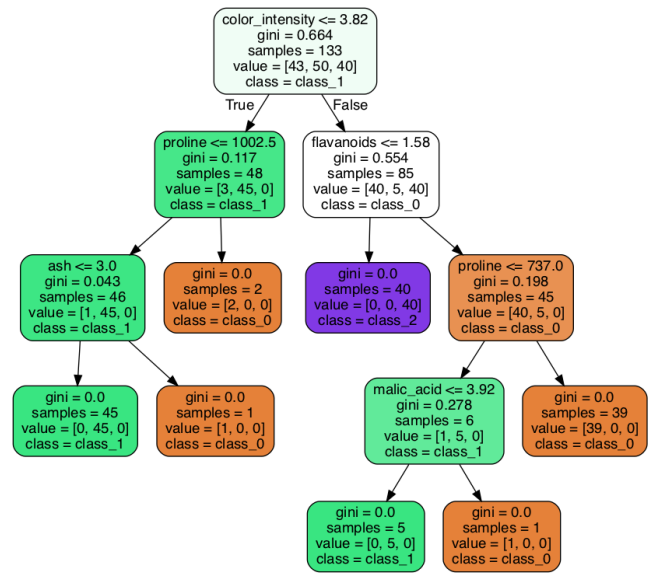 color_intensity <= 3.82
gini = 0.664
samples = 133
value = [43, 50, 40]
class = class_1
True
False
proline <= 1002.5
gini = 0.117
samples = 48
value = [3, 45, 0]
class = class_1
flavanoids <= 1.58
gini = 0.554
samples = 85
value = [40, 5, 40]
class = class_0
ash <= 3.0
gini = 0.043
samples = 46
value = [1, 45, 0]
class = class_1
gini = 0.0
samples = 2
value = [2, 0, 0]
class = class_0
gini = 0.0
samples = 40
value = [0, 0, 40]
class = class_2
proline <= 737.0
gini = 0.198
samples = 45
value = [40, 5, 0]
class = class_0
gini = 0.0
samples = 45
value = [0, 45, 0]
class = class_1
gini = 0.0
samples = 1
value = [1, 0, 0]
class = class_0
malic_acid <= 3.92
gini = 0.278
samples = 6
value = [1, 5, 0]
class = class_1
gini = 0.0
samples = 39
value = [39, 0, 0]
class = class_0
gini = 0.0
samples = 5
value = [0, 5, 0]
class = class_1
gini = 0.0
samples = 1
value = [1, 0, 0]
class = class_0